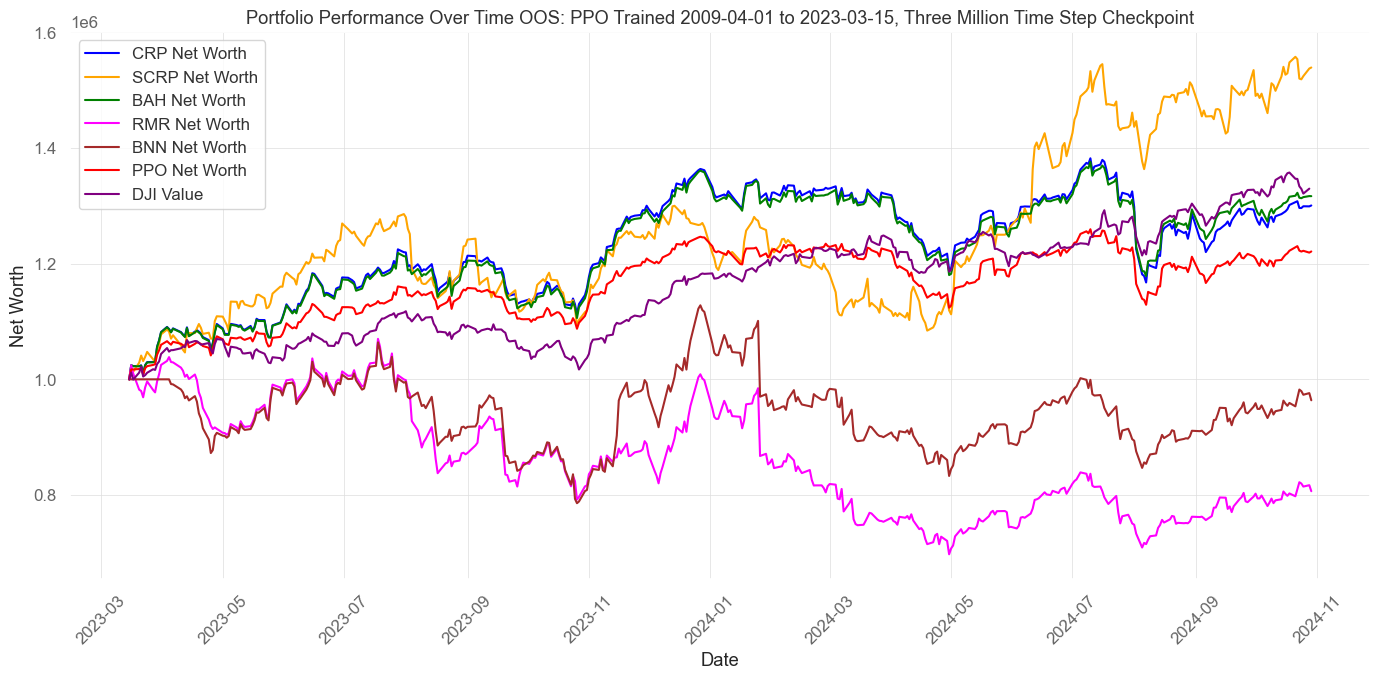 Portfolio Performance Over Time OOS: PPO Trained 2009-04-01 to 2023-03-15, Three Million Time Step Checkpoint
1e6
1.6
1.4
1.2
1.0
0.8
Net Worth
CRP Net Worth
SCRP Net Worth
BAH Net Worth
RMR Net Worth
BNN Net Worth
PPO Net Worth
DJI Value
2023-03
2023-05
2023-07
2023-09
2023-11
2024-01
2024-03
2024-05
2024-07
2024-09
2024-11
Date